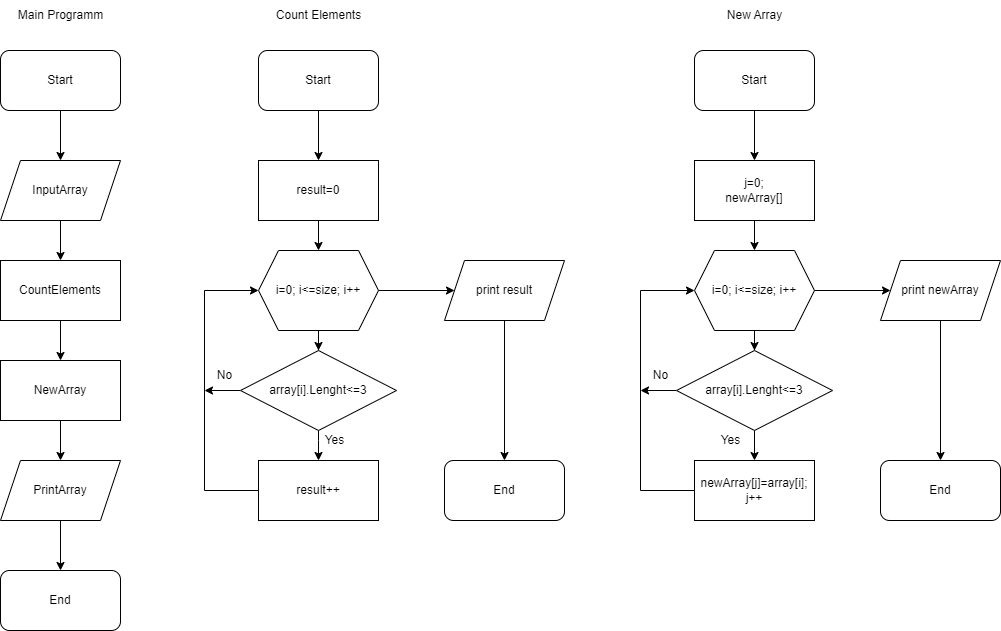 Main Programm
Start
InputArray
CountElements
NewArray
PrintArray
End
Count Elements
Start
result=0
i=0; i<=size; i++
print result
array[i].Lenght<=3
No
Yes
result++
End
New Array
Start
j=0;
newArray[]
i=0; i<=size; i++
print newArray
array[i].Lenght<=3
No
Yes
newArray[j]=array[i];
j++
End